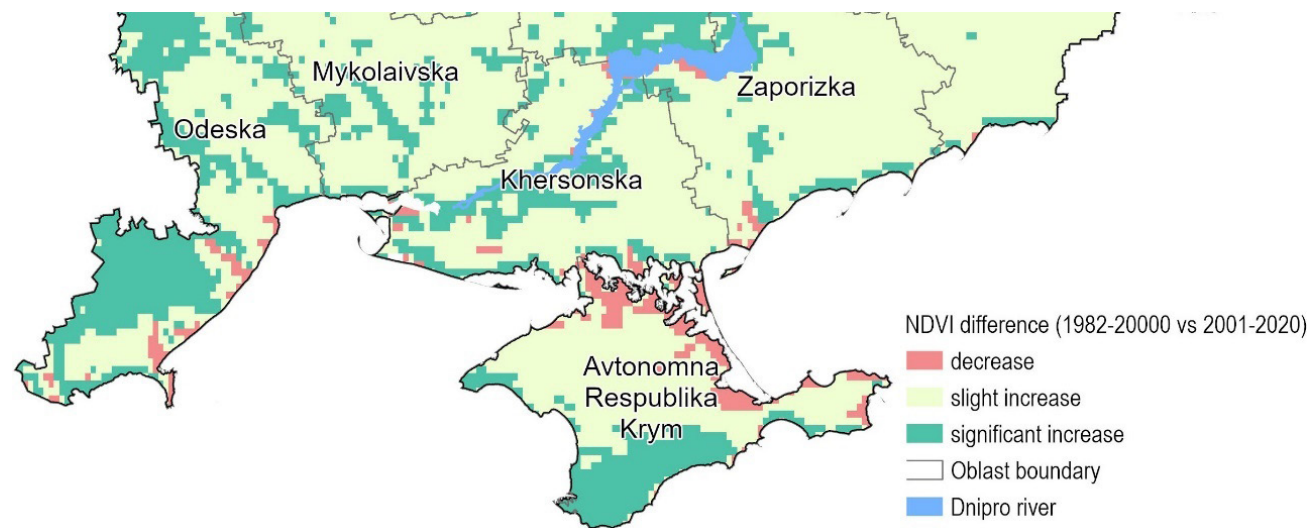 Mykolaivska
Zaporizka
Odeska
Khersonska
Avtonomna
Respublika
Krym
NDVI difference (1982-20000 vs 2001-2020)
decrease
slight increase
significant increase
Oblast boundary
Dnipro river